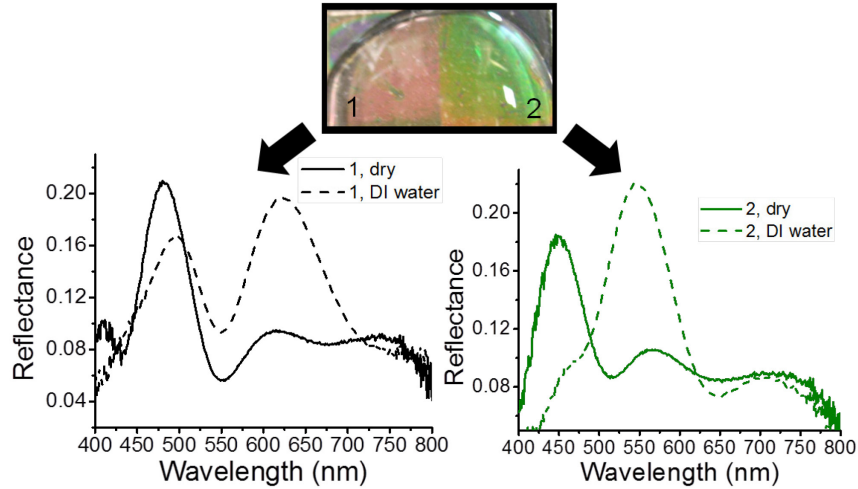 1
2
1, dry
1, DI water
0.20
0.16
0.12
0.08
0.04
Reflectance
400 450 500 550 600 650 700 750 800
Wavelength (nm)
2, dry
2, DI water
0.20
0.16
0.12
0.08
Reflectance
400 450 500 550 600 650 700 750 800
Wavelength (nm)